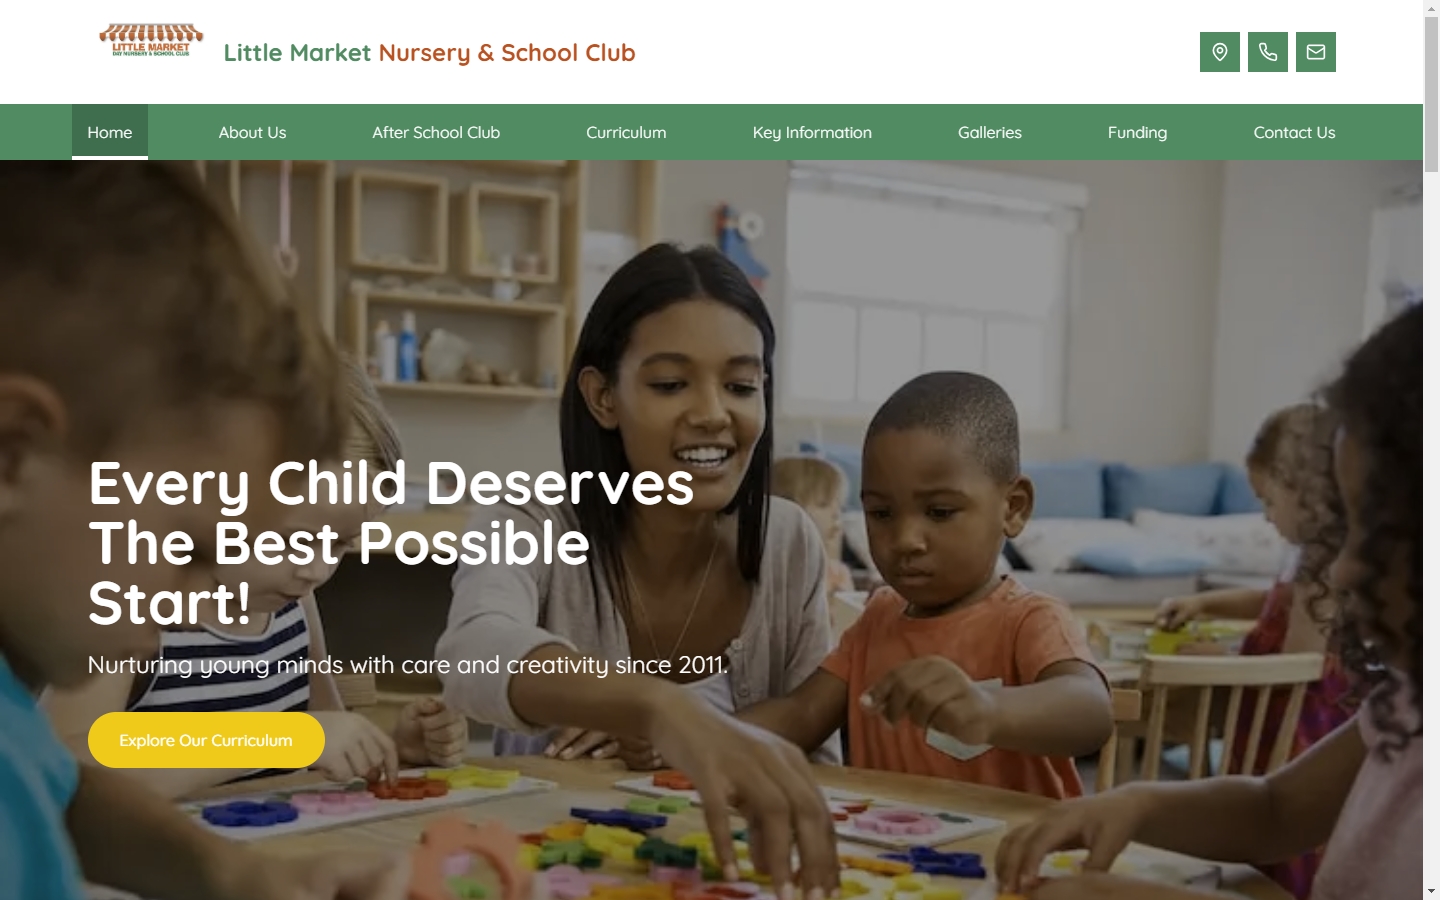 LITTLE MARKET
DAY NURSERY & SCHOOL CLUB
Little Market Nursery & School Club
Home
About Us
After School Club
Curriculum
Key Information
Galleries
Funding
Contact Us
Every Child Deserves
The Best Possible
Start!
Nurturing young minds with care and creativity since 2011.
Explore Our Curriculum